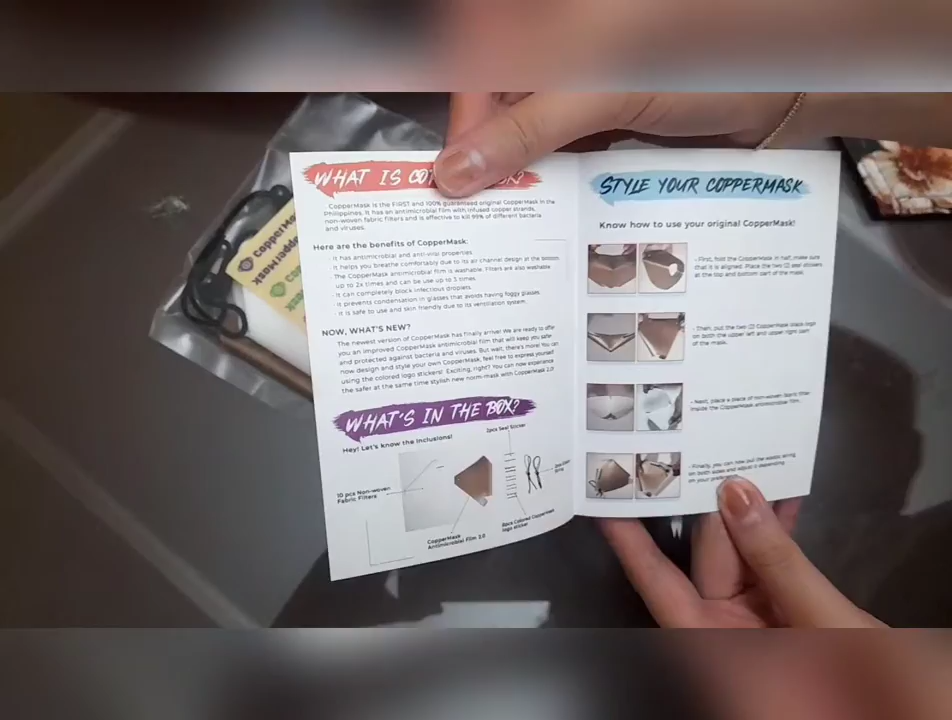 WHAT IS CO
- CopperMask is the FIRST and 100% guaranteed original CopperMask in the
Philippines. It has an antimicrobial film with infused copper strands,
non-woven fabric filters and is effective to kill 99% of different bacteria
and viruses.
Here are the benefits of CopperMask:
- It has antimicrobial and anti-viral properties
- It helps you breathe comfortably due to its air channel design at the bottom.
- The CopperMask antimicrobial film is washable. Filters are also washable
up to 2x times and can be use up to 3 times.
- It can completely block infectious droplets.
- It prevents condensation in glasses that avoids having foggy glasses.
- It is safe to use and skin friendly due to its ventilation system.
NOW, WHAT'S NEW?
The newest version of CopperMask has finally arrive! We are ready to offer
you an improved CopperMask antimicrobial film that will keep you safe
and protected against bacteria and viruses. But wait, there's more! You can
now design and style your own CopperMask, feel free to express yourself
using the colored logo stickers! Exciting, right? You can now experience
the safer at the same time stylish new norm-mask with CopperMask 2.0!
WHAT'S IN THE BOX?
Hey! Let's know the Inclusions!
2pcs Seal Sticker
10 pcs Non-woven
Fabric Filters
CopperMask
Antimicrobial Film 2.0
8pcs Colored CopperMask
logo sticker
STYLE YOUR COPPERMASK
Know how to use your original CopperMask!
- First, fold the CopperMask in half, make sure
that it is aligned. Place the two (2) seal stickers
at the top and bottom part of the mask.
- Then, put the two (2) CopperMask black logo
on both the upper left and upper right part
of the mask.
- Next, place a piece of non-woven fabric filter
inside the CopperMask antimicrobial film.
- Finally, you can now put the elastic string
on both sides and adjust it depending
on your
CopperMask
CopperMask